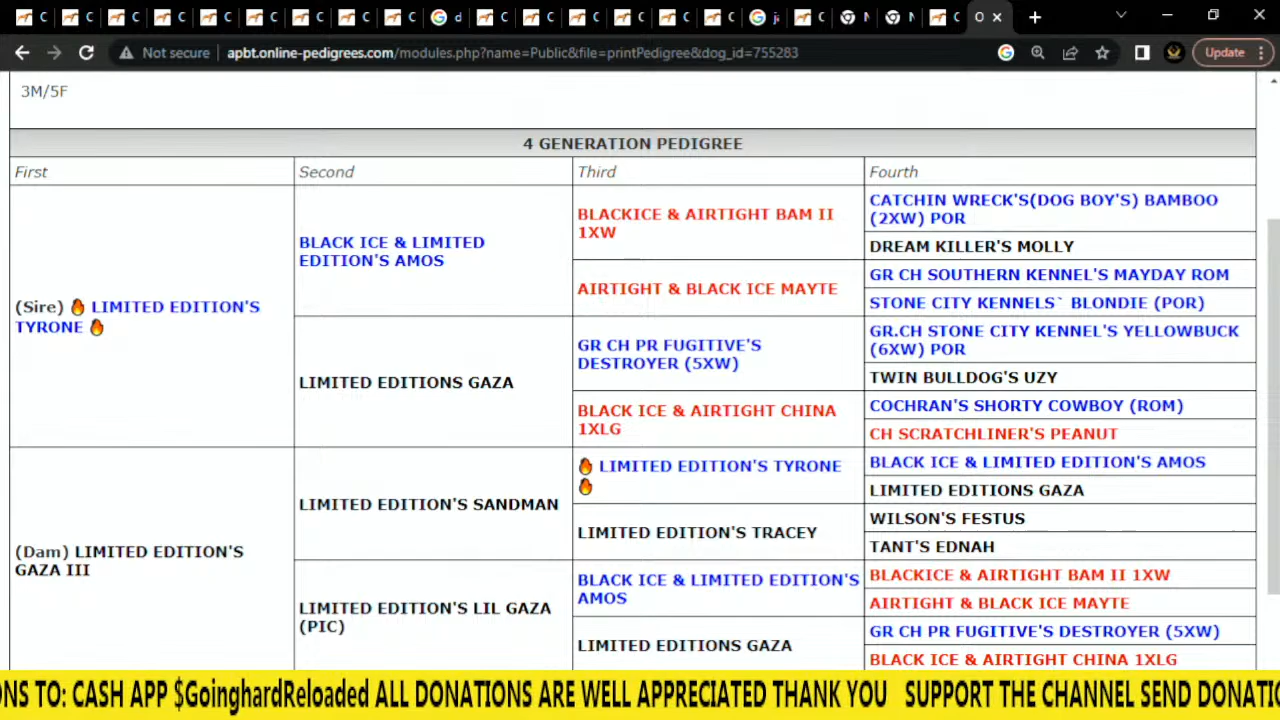 Not secure apbt.online-pedigrees.com/modules.php?name=Public&file=printPedigree&dog_id=755283 Update
3M/5F
4 GENERATION PEDIGREE
First Second Third Fourth
(Sire) 🔥 LIMITED EDITION'S
TYRONE 🔥
BLACK ICE & LIMITED
EDITION'S AMOS
BLACKICE & AIRTIGHT BAM II
1XW
CATCHIN WRECK'S(DOG BOY'S) BAMBOO
(2XW) POR
DREAM KILLER'S MOLLY
AIRTIGHT & BLACK ICE MAYTE
GR CH SOUTHERN KENNEL'S MAYDAY ROM
STONE CITY KENNELS` BLONDIE (POR)
LIMITED EDITIONS GAZA
GR CH PR FUGITIVE'S
DESTROYER (5XW)
GR.CH STONE CITY KENNEL'S YELLOWBUCK
(6XW) POR
TWIN BULLDOG'S UZY
BLACK ICE & AIRTIGHT CHINA
1XLG
COCHRAN'S SHORTY COWBOY (ROM)
CH SCRATCHLINER'S PEANUT
(Dam) LIMITED EDITION'S
GAZA III
LIMITED EDITION'S SANDMAN
🔥 LIMITED EDITION'S TYRONE
🔥
BLACK ICE & LIMITED EDITION'S AMOS
LIMITED EDITIONS GAZA
LIMITED EDITION'S TRACEY
WILSON'S FESTUS
TANT'S EDNAH
LIMITED EDITION'S LIL GAZA
(PIC)
BLACK ICE & LIMITED EDITION'S
AMOS
BLACKICE & AIRTIGHT BAM II 1XW
AIRTIGHT & BLACK ICE MAYTE
LIMITED EDITIONS GAZA
GR CH PR FUGITIVE'S DESTROYER (5XW)
BLACK ICE & AIRTIGHT CHINA 1XLG
ONS TO: CASH APP $GoinghardReloaded ALL DONATIONS ARE WELL APPRECIATED THANK YOU SUPPORT THE CHANNEL SEND DONATIO